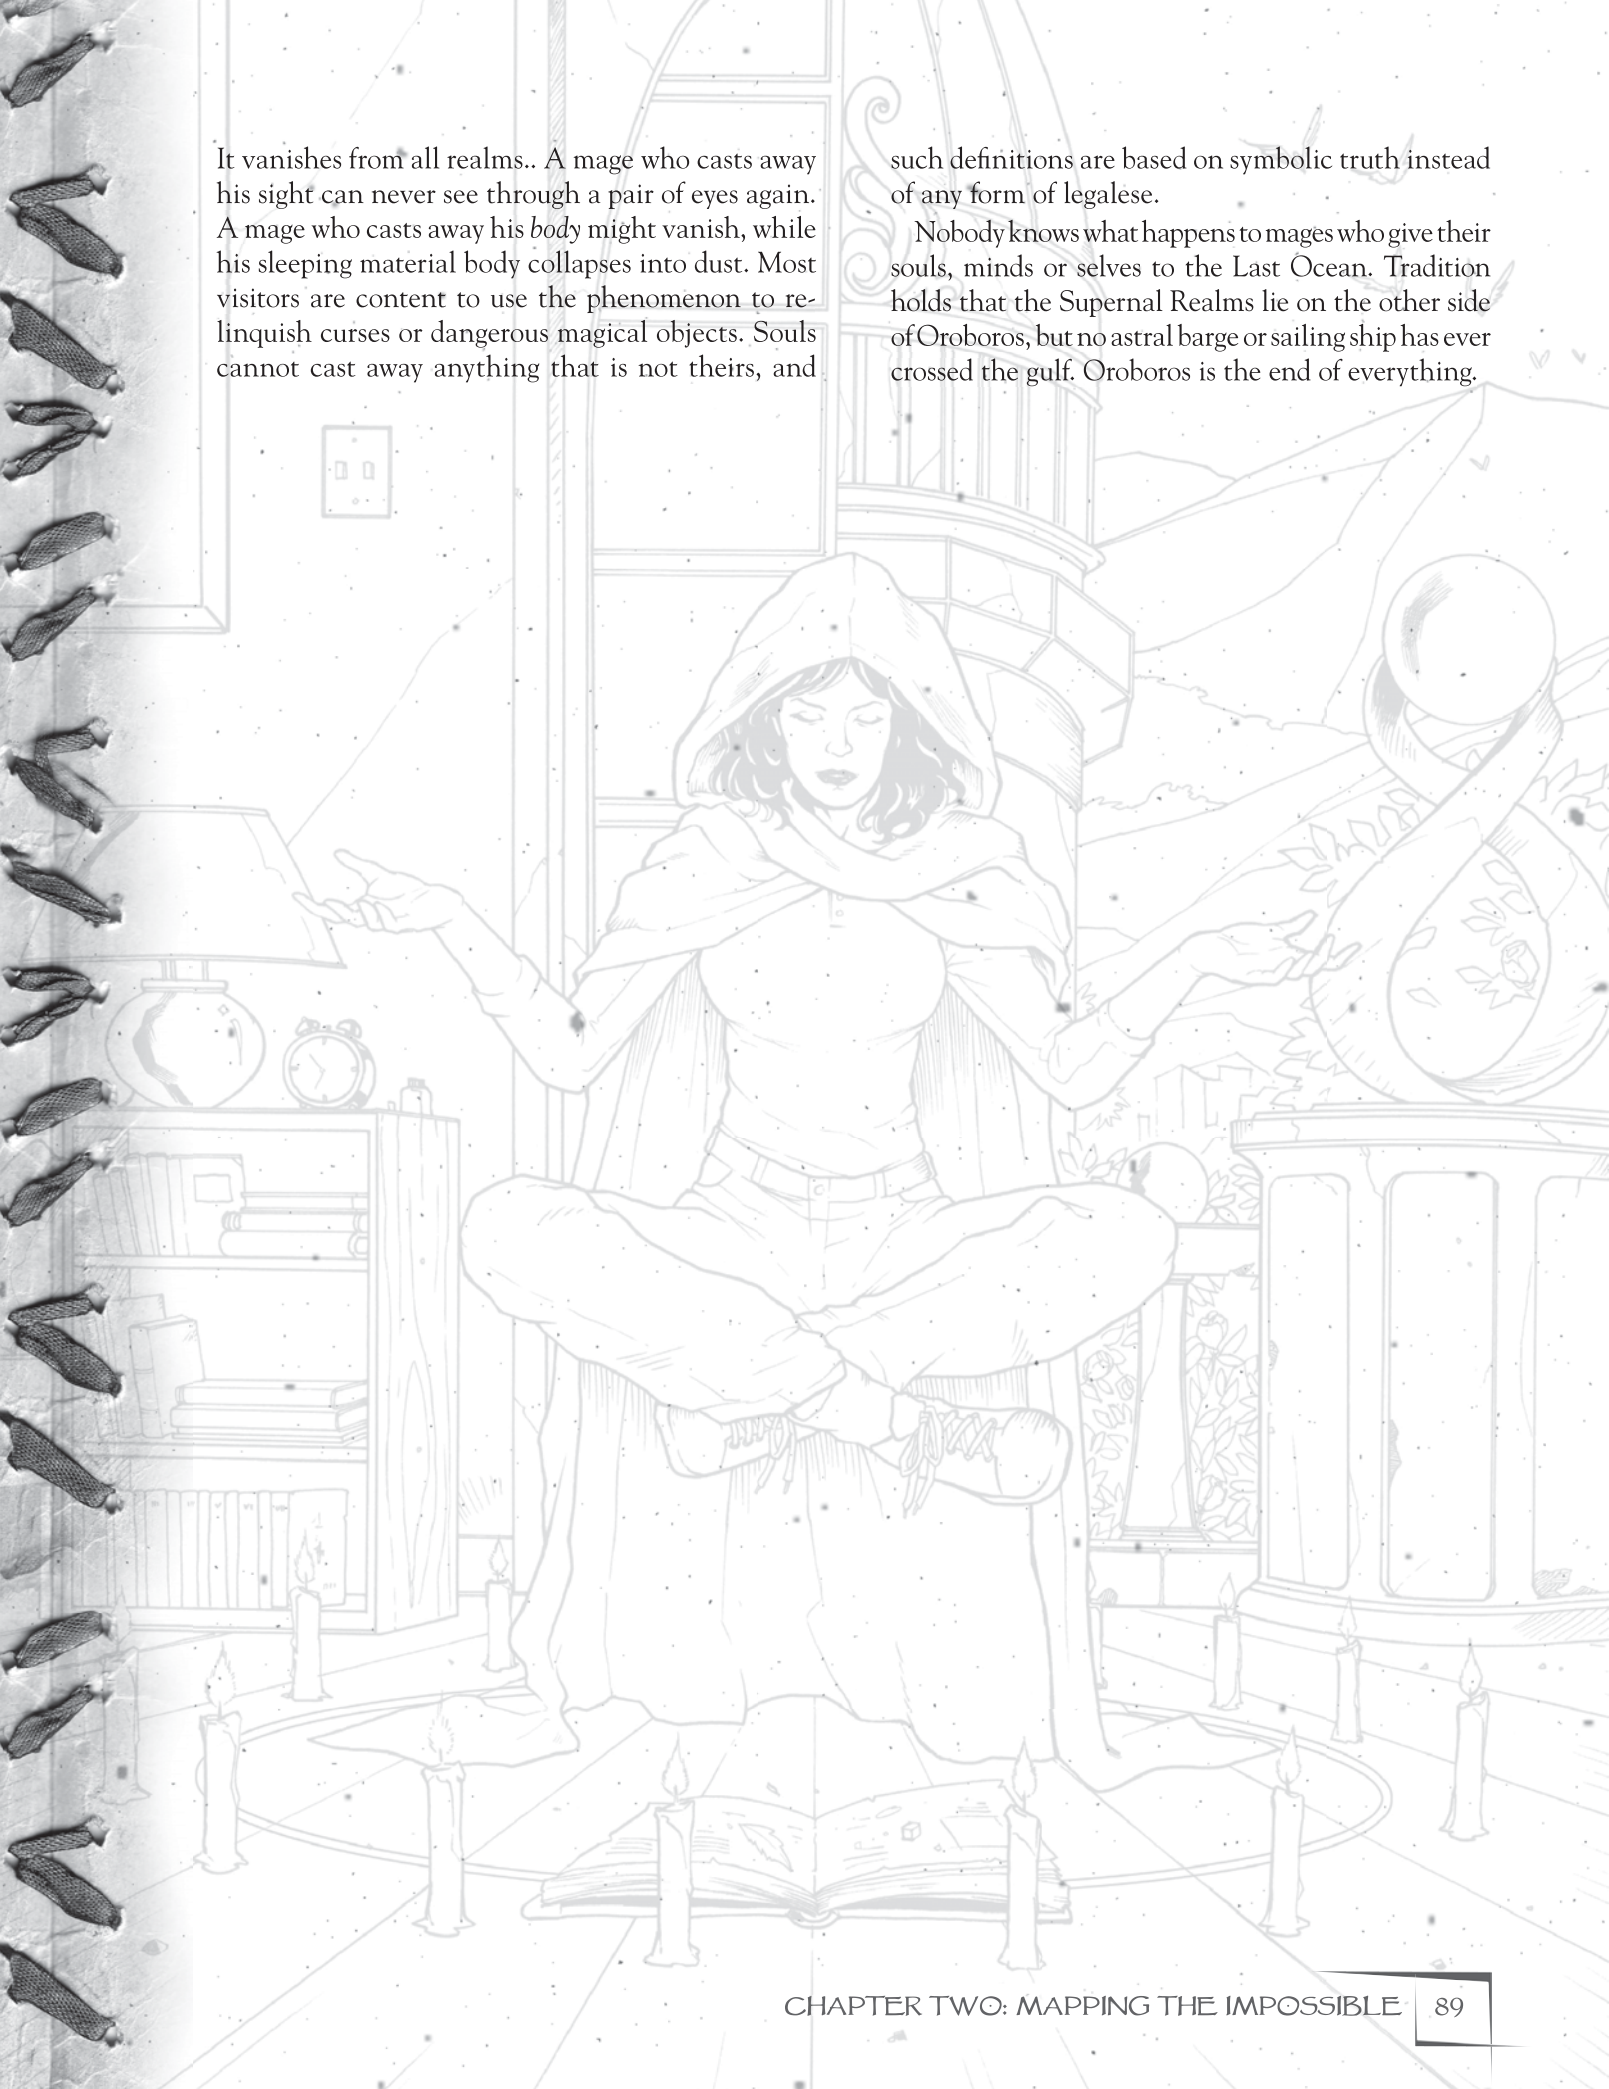 It vanishes from all realms.. A mage who casts away
his sight can never see through a pair of eyes again.
A mage who casts away his body might vanish, while
his sleeping material body collapses into dust. Most
visitors are content to use the phenomenon to re-
linquish curses or dangerous magical objects. Souls
cannot cast away anything that is not theirs, and
such definitions are based on symbolic truth instead
of any form of legalese.
Nobody knows what happens to mages who give their
souls, minds or selves to the Last Ocean. Tradition
holds that the Supernal Realms lie on the other side
of Oroboros, but no astral barge or sailing ship has ever
crossed the gulf. Oroboros is the end of everything.
CHAPTER TWO: MAPPING THE IMPOSSIBLE
89